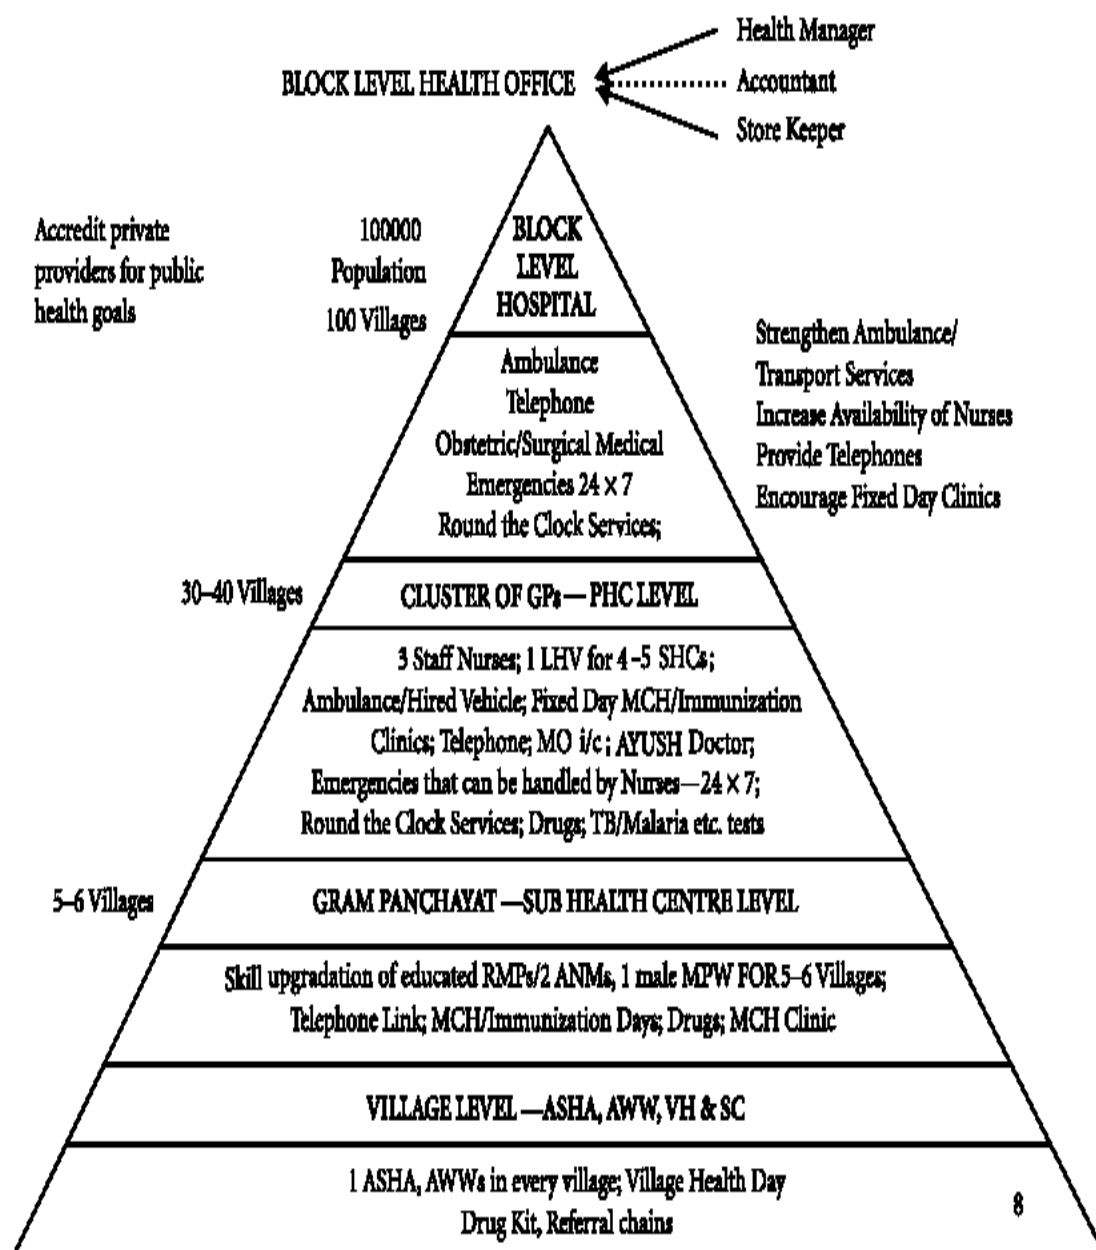 Health Manager
BLOCK LEVEL HEALTH OFFICE
Accountant
Store Keeper
Accredit private
providers for public
health goals
100000
Population
100 Villages
BLOCK
LEVEL
HOSPITAL
Strengthen Ambulance/
Transport Services
Increase Availability of Nurses
Provide Telephones
Encourage Fixed Day Clinics
Ambulance
Telephone
Obstetric/Surgical Medical
Emergencies 24 × 7
Round the Clock Services;
30–40 Villages
CLUSTER OF GPs — PHC LEVEL
3 Staff Nurses; 1 LHV for 4–5 SHCs;
Ambulance/Hired Vehicle; Fixed Day MCH/Immunization
Clinics; Telephone; MO i/c; AYUSH Doctor;
Emergencies that can be handled by Nurses—24 × 7;
Round the Clock Services; Drugs; TB/Malaria etc. tests
5–6 Villages
GRAM PANCHAYAT —SUB HEALTH CENTRE LEVEL
Skill upgradation of educated RMPs/2 ANMs, 1 male MPW FOR 5–6 Villages;
Telephone Link; MCH/Immunization Days; Drugs; MCH Clinic
VILLAGE LEVEL —ASHA, AWW, VH & SC
1 ASHA, AWWs in every village; Village Health Day
Drug Kit, Referral chains
8